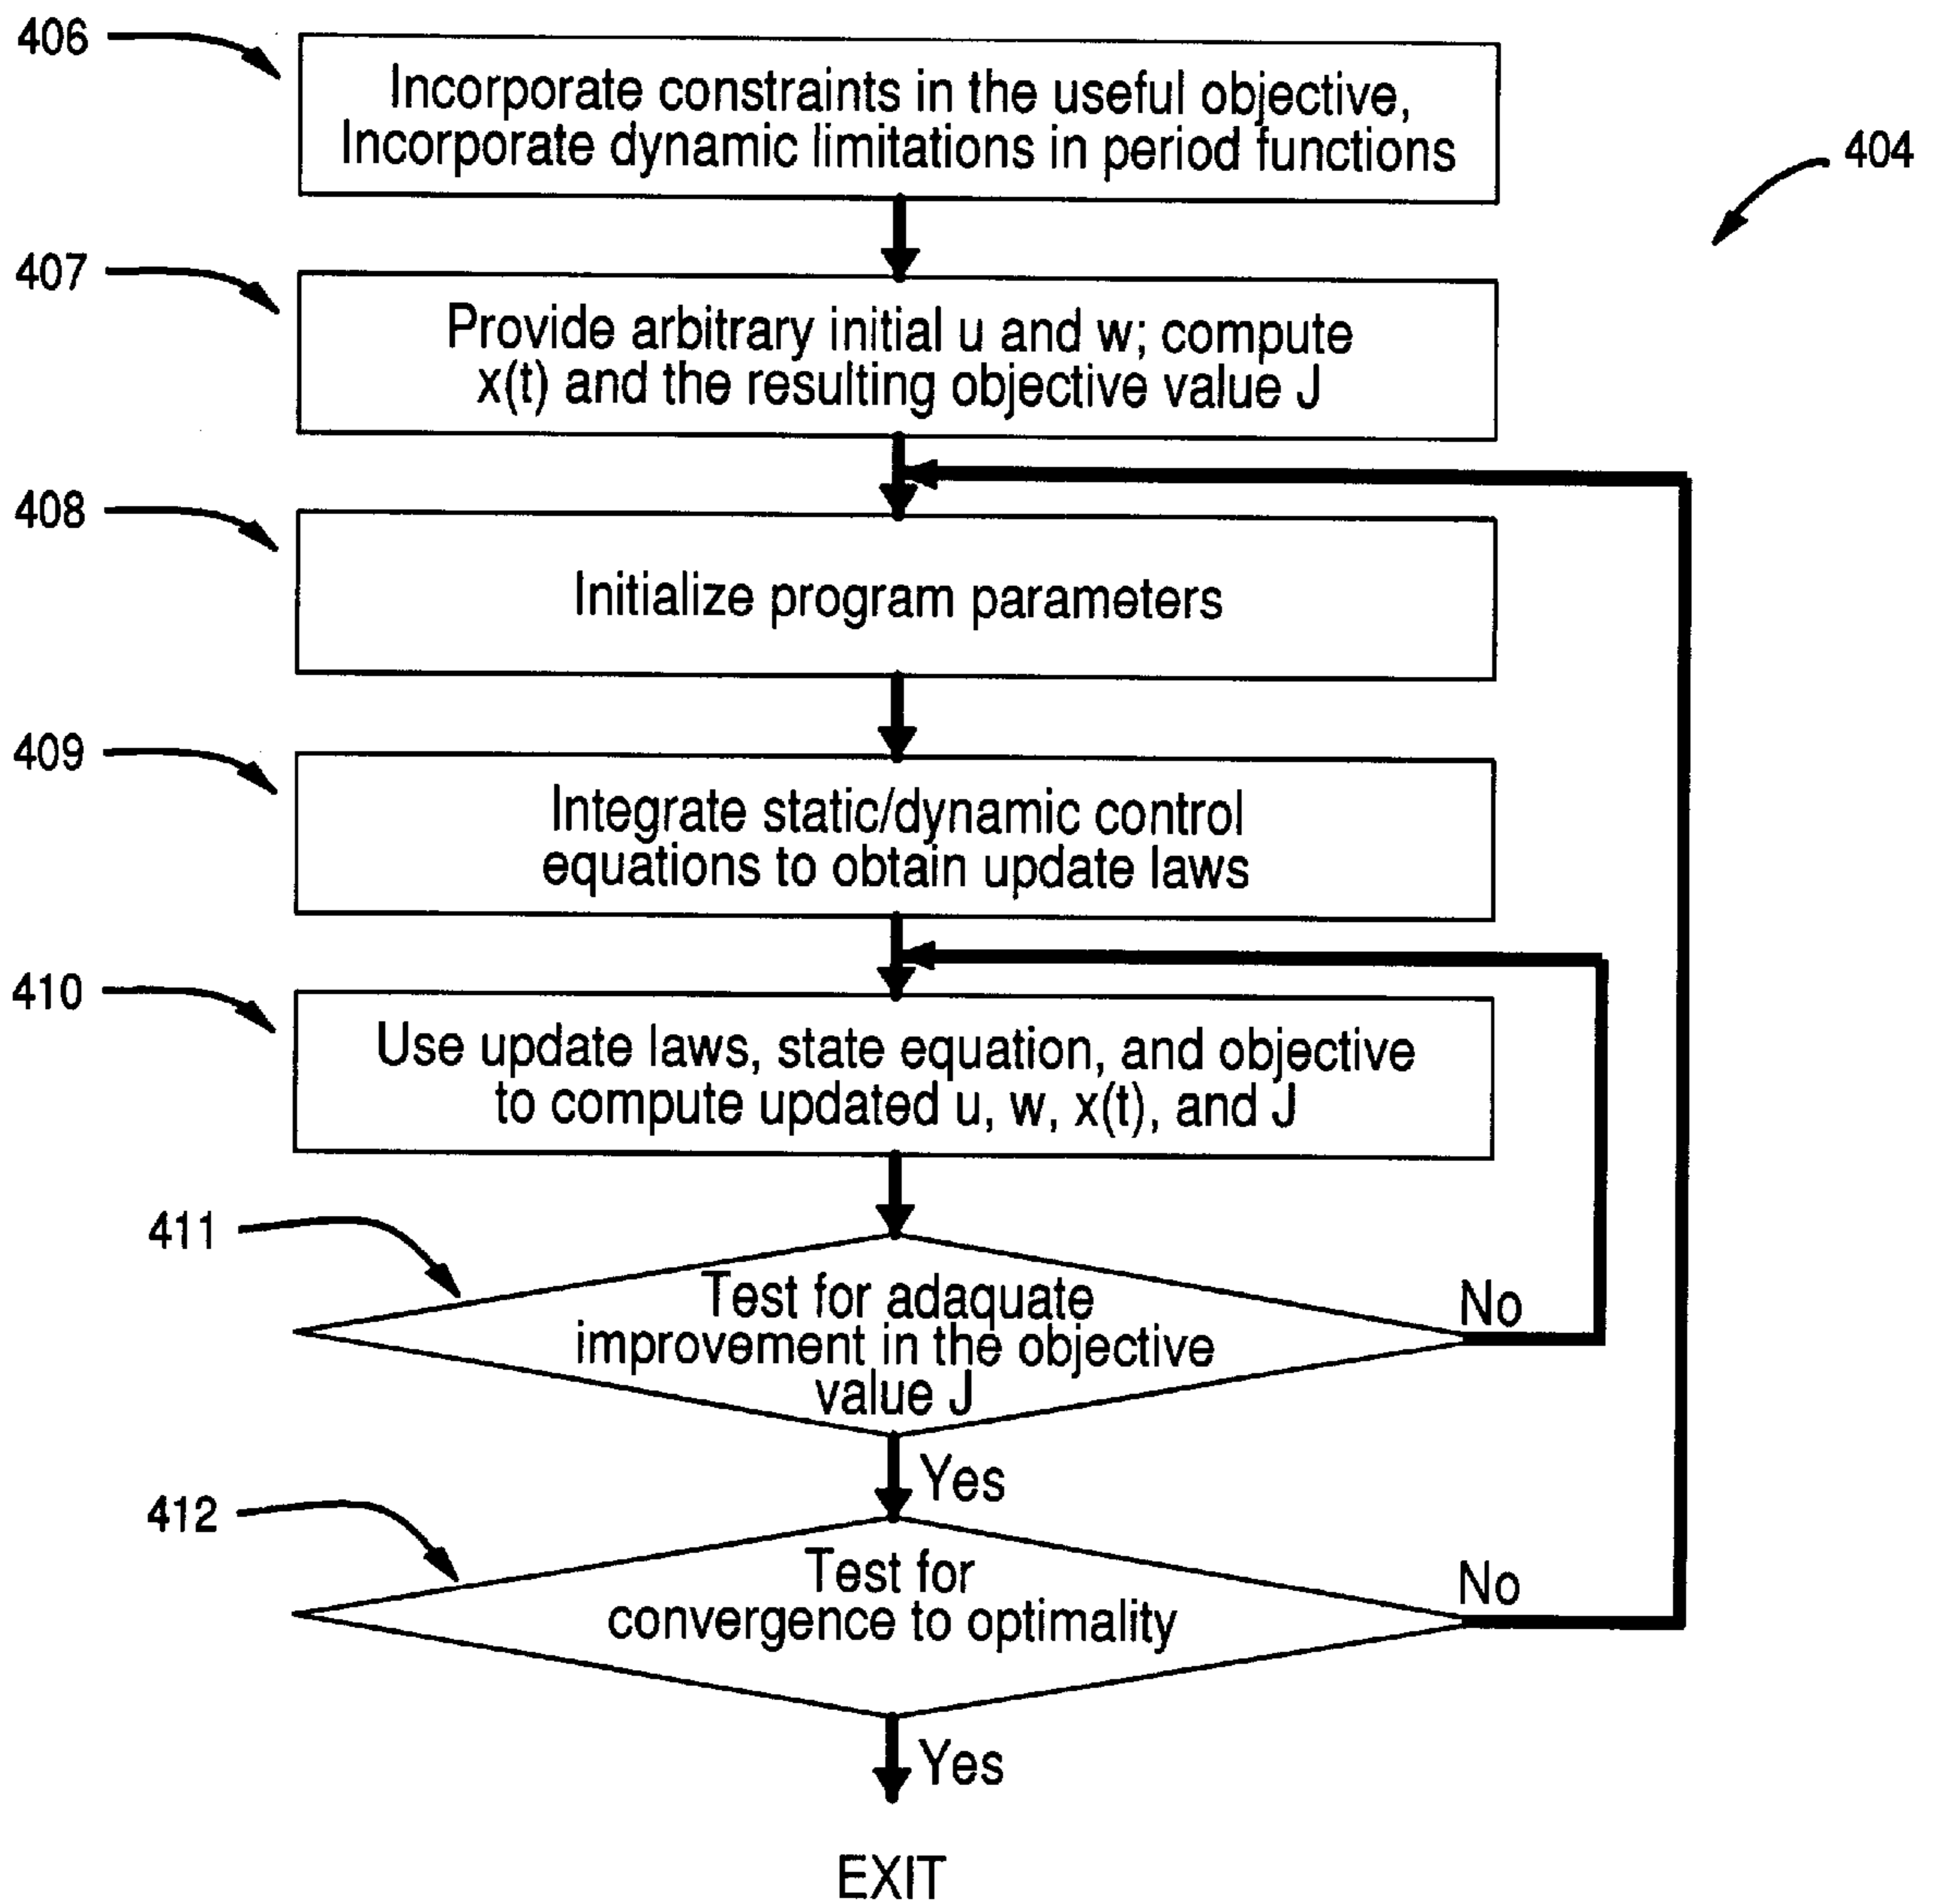 406
Incorporate constraints in the useful objective,
Incorporate dynamic limitations in period functions
404
407
Provide arbitrary initial u and w; compute
x(t) and the resulting objective value J
408
Initialize program parameters
409
Integrate static/dynamic control
equations to obtain update laws
410
Use update laws, state equation, and objective
to compute updated u, w, x(t), and J
411
Test for adaquate
improvement in the objective
value J
No
Yes
412
Test for
convergence to optimality
No
Yes
EXIT